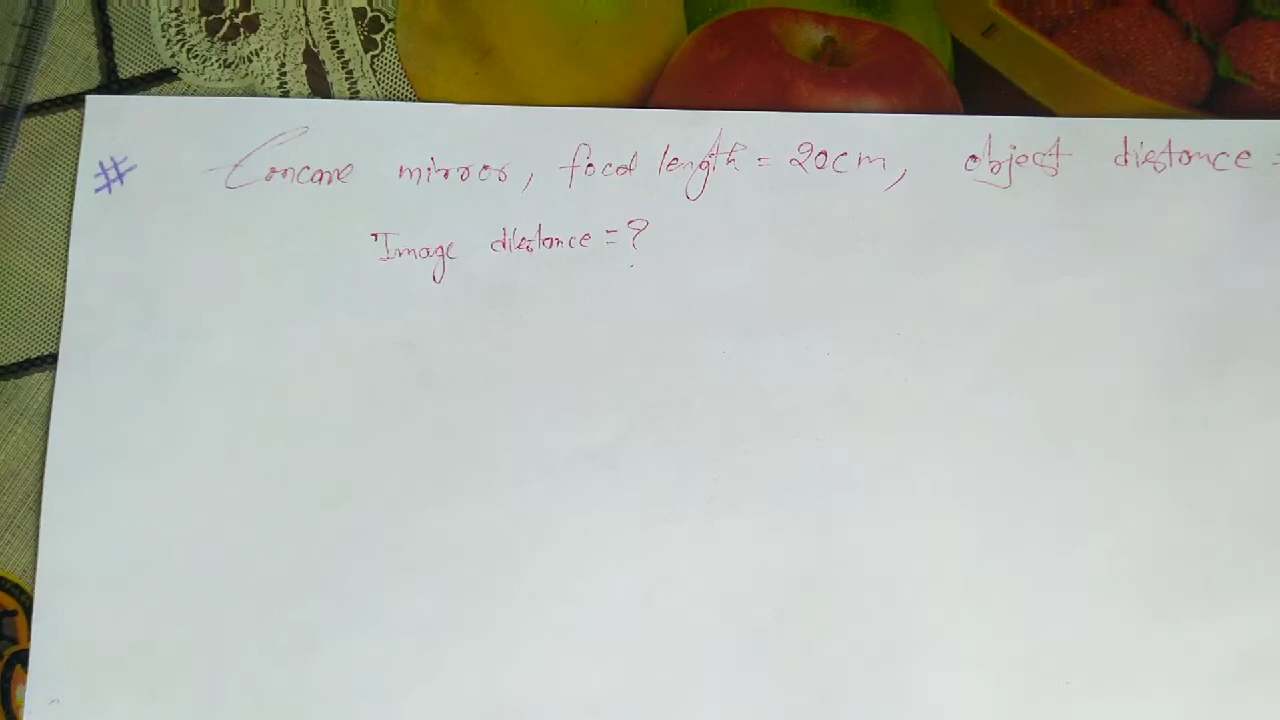 # Concave mirror, focal length = 20cm, object distance =
Image distance = ?